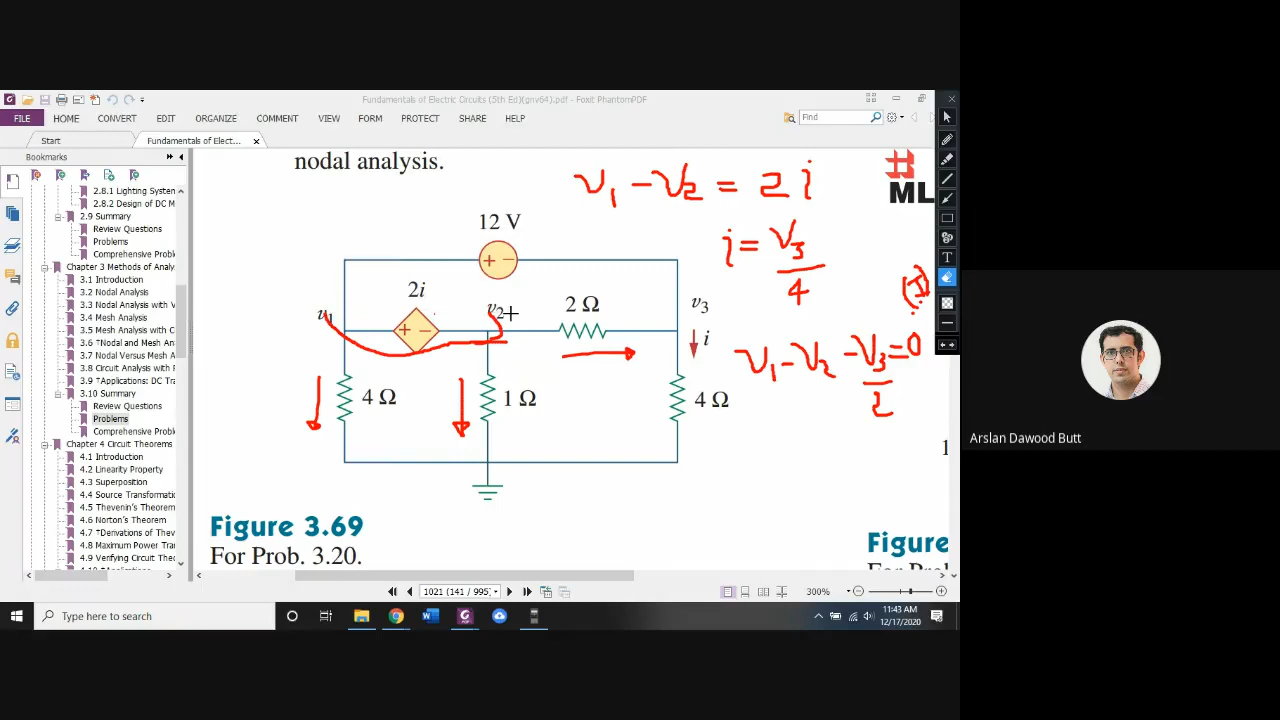 Fundamentals of Electric Circuits (5th Ed)(gnv64).pdf - Foxit PhantomPDF
FILE HOME CONVERT EDIT ORGANIZE COMMENT VIEW FORM PROTECT SHARE HELP
Find
Start
Fundamentals of Elect...
Bookmarks
2.8.1 Lighting System
2.8.2 Design of DC M
2.9 Summary
Review Questions
Problems
Comprehensive Probl
Chapter 3 Methods of Analy
3.1 Introduction
3.2 Nodal Analysis
3.3 Nodal Analysis with V
3.4 Mesh Analysis
3.5 Mesh Analysis with C
3.6 †Nodal and Mesh An
3.7 Nodal Versus Mesh A
3.8 Circuit Analysis with P
3.9 †Applications: DC Tra
3.10 Summary
Review Questions
Problems
Comprehensive Probl
Chapter 4 Circuit Theorems
4.1 Introduction
4.2 Linearity Property
4.3 Superposition
4.4 Source Transformatio
4.5 Thevenin's Theorem
4.6 Norton's Theorem
4.7 †Derivations of Thev
4.8 Maximum Power Tra
4.9 Verifying Circuit Theo
nodal analysis.
v₁ - v₂ = 2i
ML
12 V
i = v₃/4
2i
v₁
v₂
2 Ω
v₃
i
(I)
v₁ - v₂ - v₃/2 = 0
4 Ω
1 Ω
4 Ω
1
Figure 3.69
For Prob. 3.20.
Figure
1021 (141 / 995)
300%
Type here to search
11:43 AM
12/17/2020
Arslan Dawood Butt